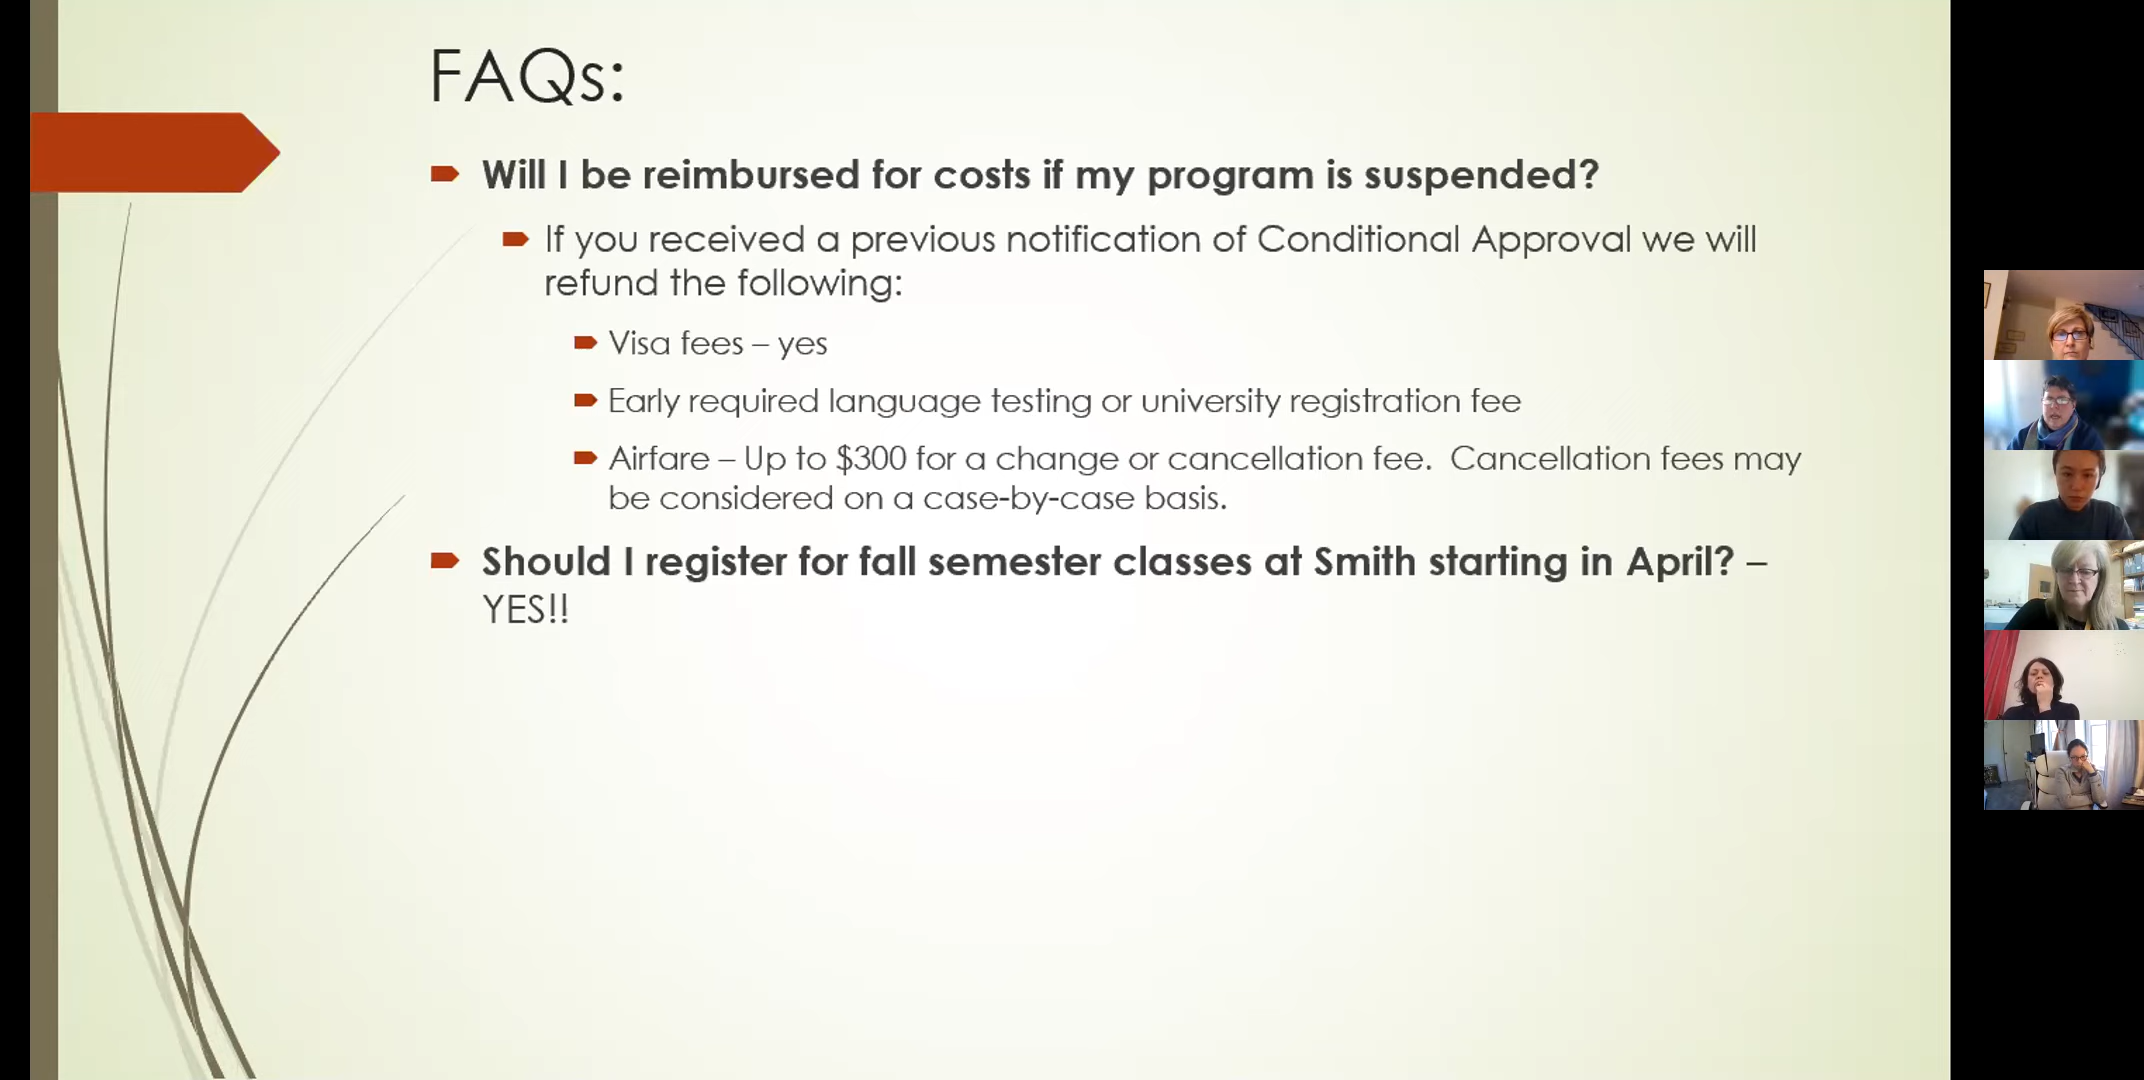 FAQs:
Will I be reimbursed for costs if my program is suspended?
If you received a previous notification of Conditional Approval we will
refund the following:
Visa fees – yes
Early required language testing or university registration fee
Airfare – Up to $300 for a change or cancellation fee.  Cancellation fees may
be considered on a case-by-case basis.
Should I register for fall semester classes at Smith starting in April? –
YES!!